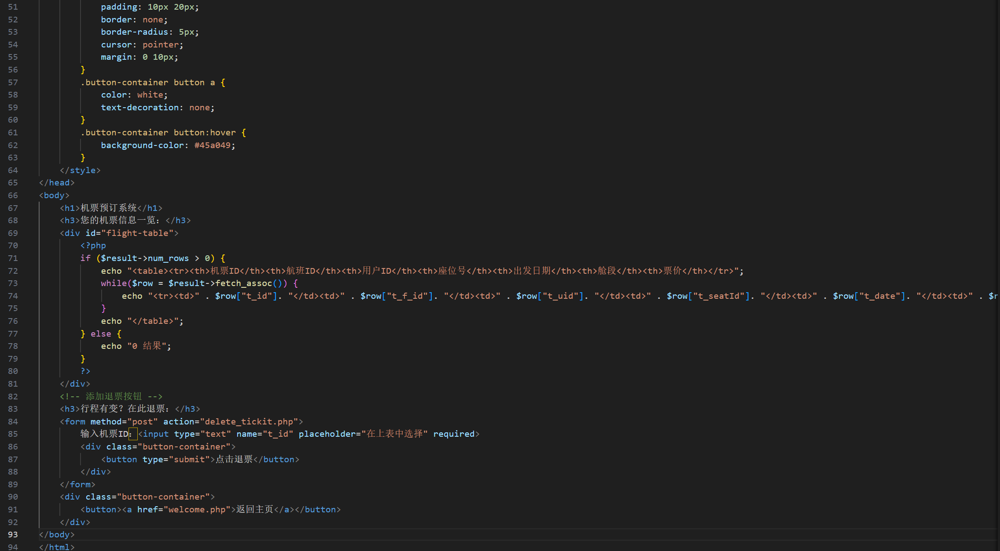 51 padding: 10px 20px;
52 border: none;
53 border-radius: 5px;
54 cursor: pointer;
55 margin: 0 10px;
56 }
57 .button-container button a {
58 color: white;
59 text-decoration: none;
60 }
61 .button-container button:hover {
62 background-color: #45a049;
63 }
64 </style>
65 </head>
66 <body>
67 <h1>机票预订系统</h1>
68 <h3>您的机票信息一览：</h3>
69 <div id="flight-table">
70 <?php
71 if ($result->num_rows > 0) {
72 echo "<table><tr><th>机票ID</th><th>航班ID</th><th>用户ID</th><th>座位号</th><th>出发日期</th><th>舱段</th><th>票价</th></tr>";
73 while($row = $result->fetch_assoc()) {
74 echo "<tr><td>" . $row["t_id"]. "</td><td>" . $row["t_f_id"]. "</td><td>" . $row["t_uid"]. "</td><td>" . $row["t_seatId"]. "</td><td>" . $row["t_date"]. "</td><td>" . $r
75 }
76 echo "</table>";
77 } else {
78 echo "0 结果";
79 }
80 ?>
81 </div>
82 <!-- 添加退票按钮 -->
83 <h3>行程有变？在此退票：</h3>
84 <form method="post" action="delete_tickit.php">
85 输入机票ID：<input type="text" name="t_id" placeholder="在上表中选择" required>
86 <div class="button-container">
87 <button type="submit">点击退票</button>
88 </div>
89 </form>
90 <div class="button-container">
91 <button><a href="welcome.php">返回主页</a></button>
92 </div>
93 </body>
94 </html>